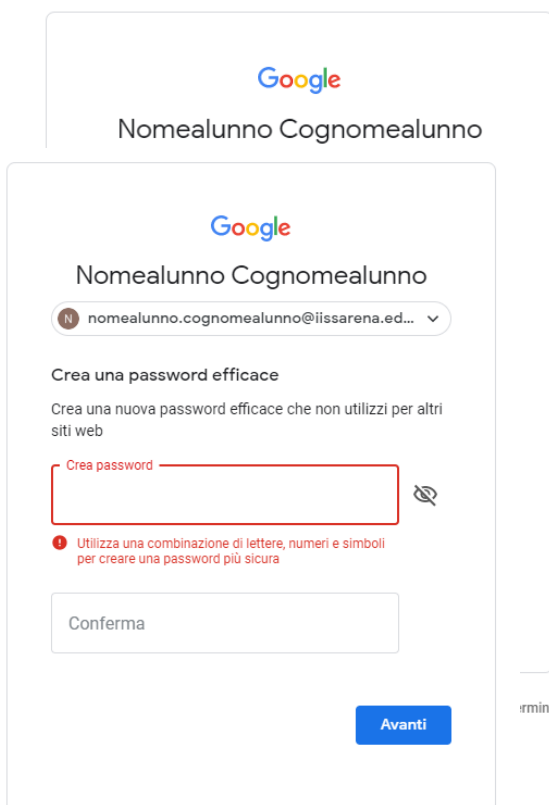 Google
Nomealunno Cognomealunno
Google
Nomealunno Cognomealunno
N nomealunno.cognomealunno@iissarena.ed...
Crea una password efficace
Crea una nuova password efficace che non utilizzi per altri
siti web
Crea password
Utilizza una combinazione di lettere, numeri e simboli
per creare una password più sicura
Conferma
Avanti